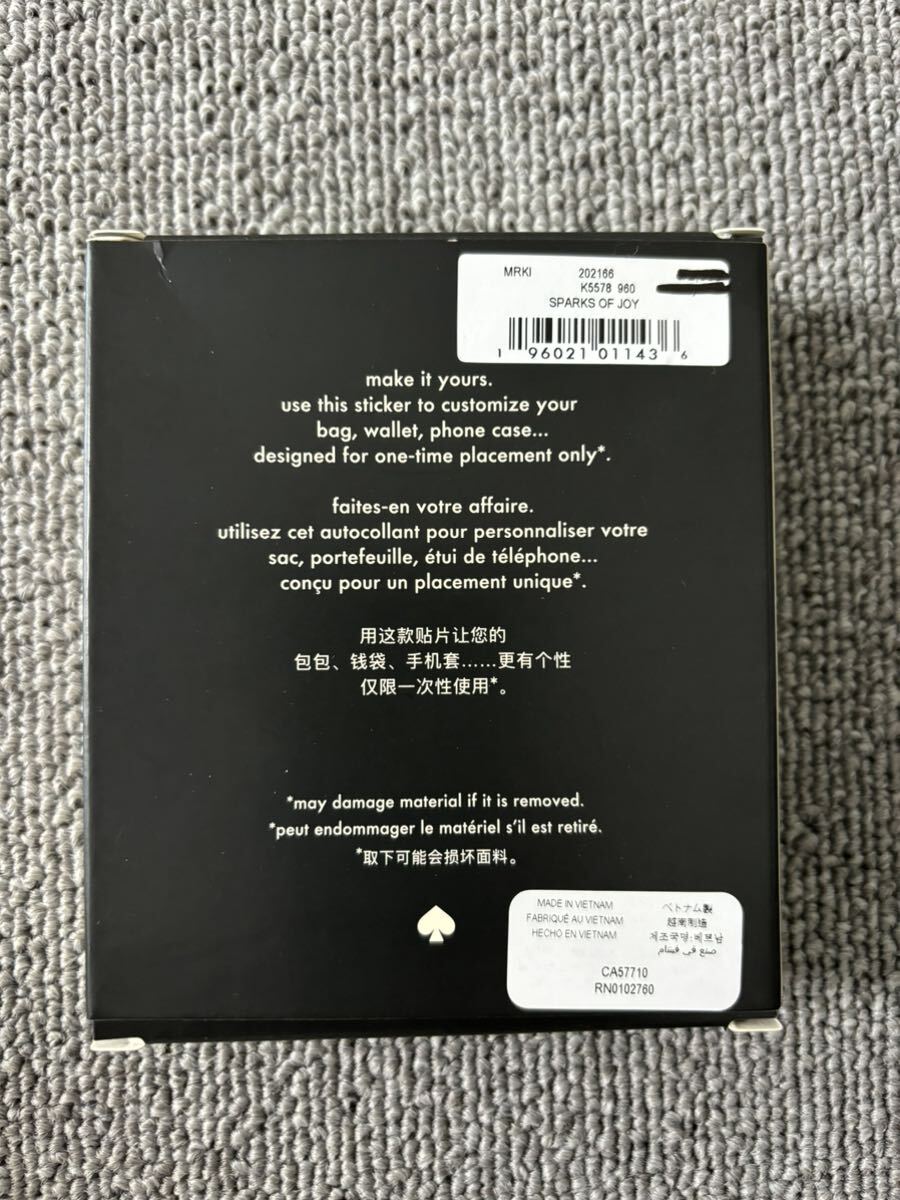 MRKI 202166
K5578 960
SPARKS OF JOY
1 96021 01143 6
make it yours.
use this sticker to customize your
bag, wallet, phone case...
designed for one-time placement only*.
faites-en votre affaire.
utilisez cet autocollant pour personnaliser votre
sac, portefeuille, étui de téléphone...
conçu pour un placement unique*.
用这款贴片让您的
包包、钱袋、手机套……更有个性
仅限一次性使用*。
*may damage material if it is removed.
*peut endommager le matériel s'il est retiré.
*取下可能会损坏面料。
MADE IN VIETNAM
FABRIQUÉ AU VIETNAM
HECHO EN VIETNAM
ベトナム製
越南制造
제조국명:베트남
صنع في فيتنام
CA57710
RN0102760